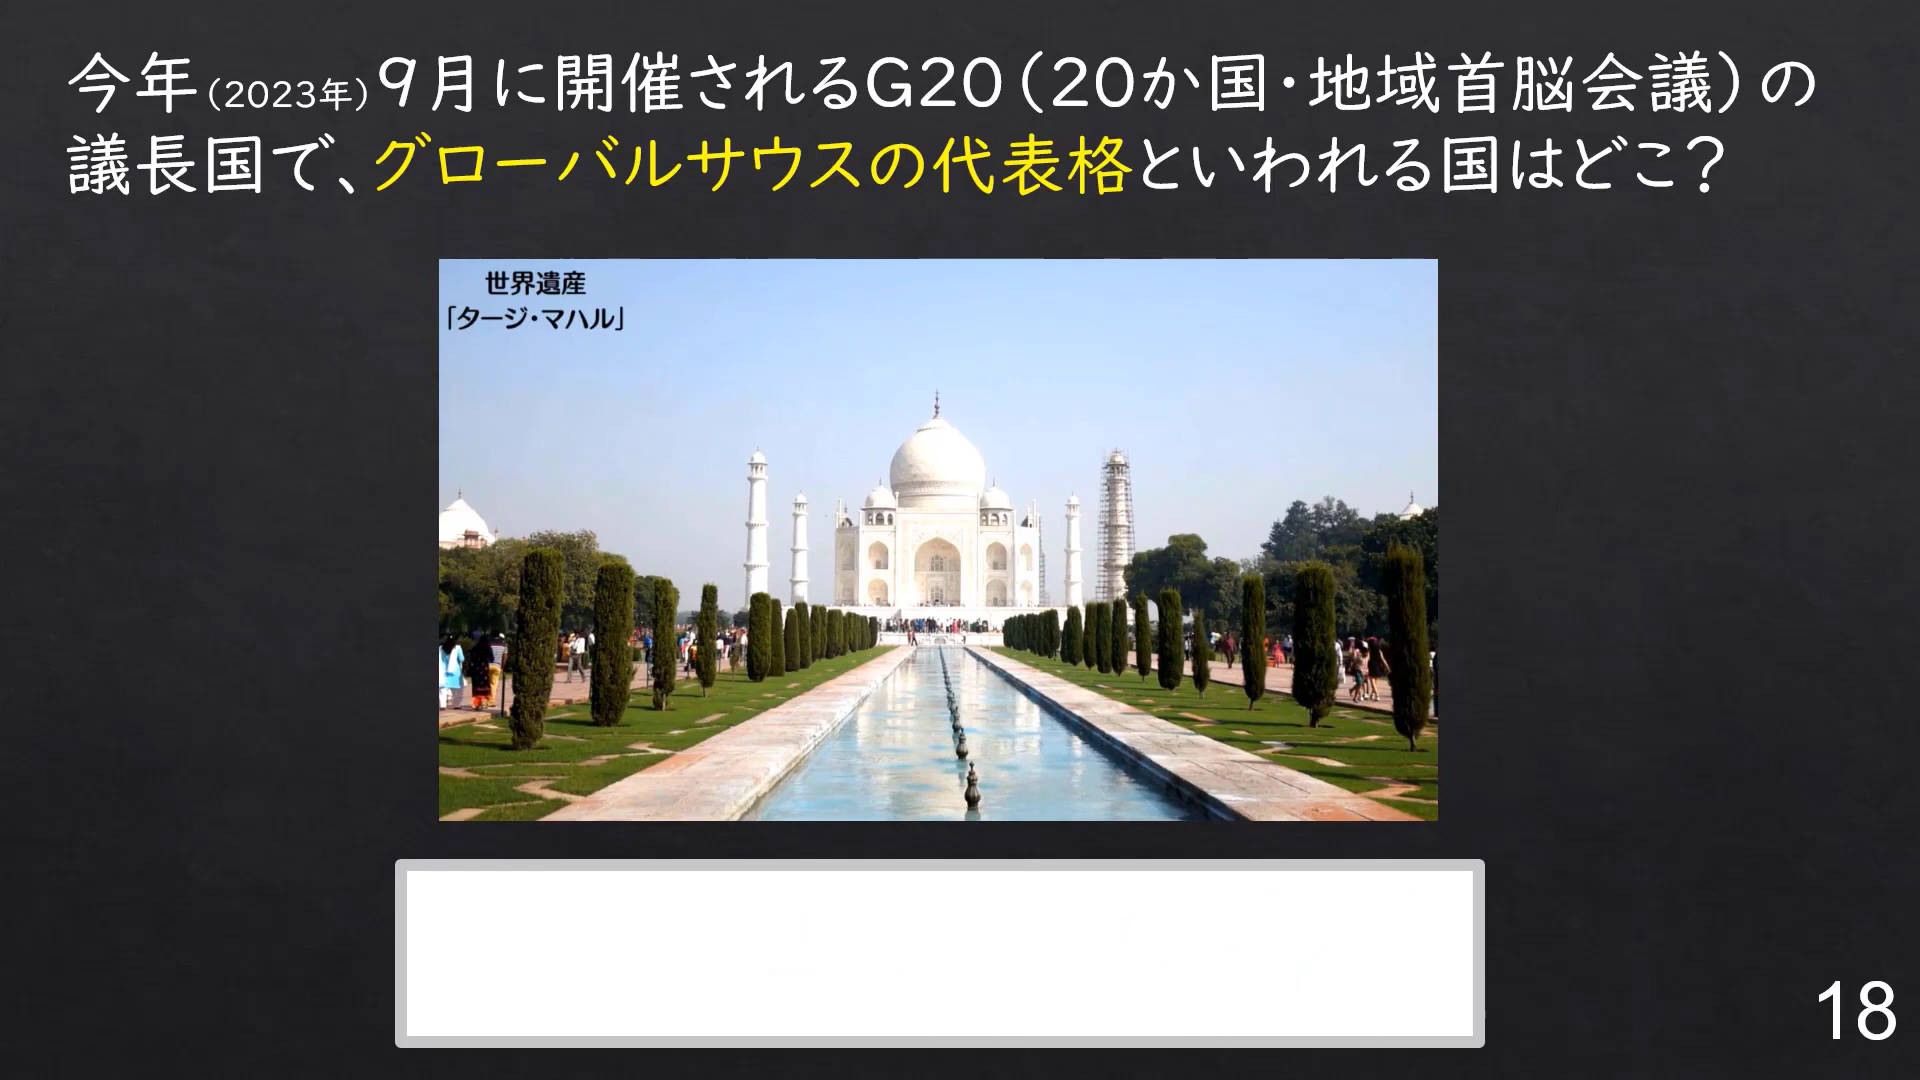 今年(2023年)9月に開催されるG20(20か国・地域首脳会議)の
議長国で、グローバルサウスの代表格といわれる国はどこ?
世界遺産
「タージ・マハル」
18